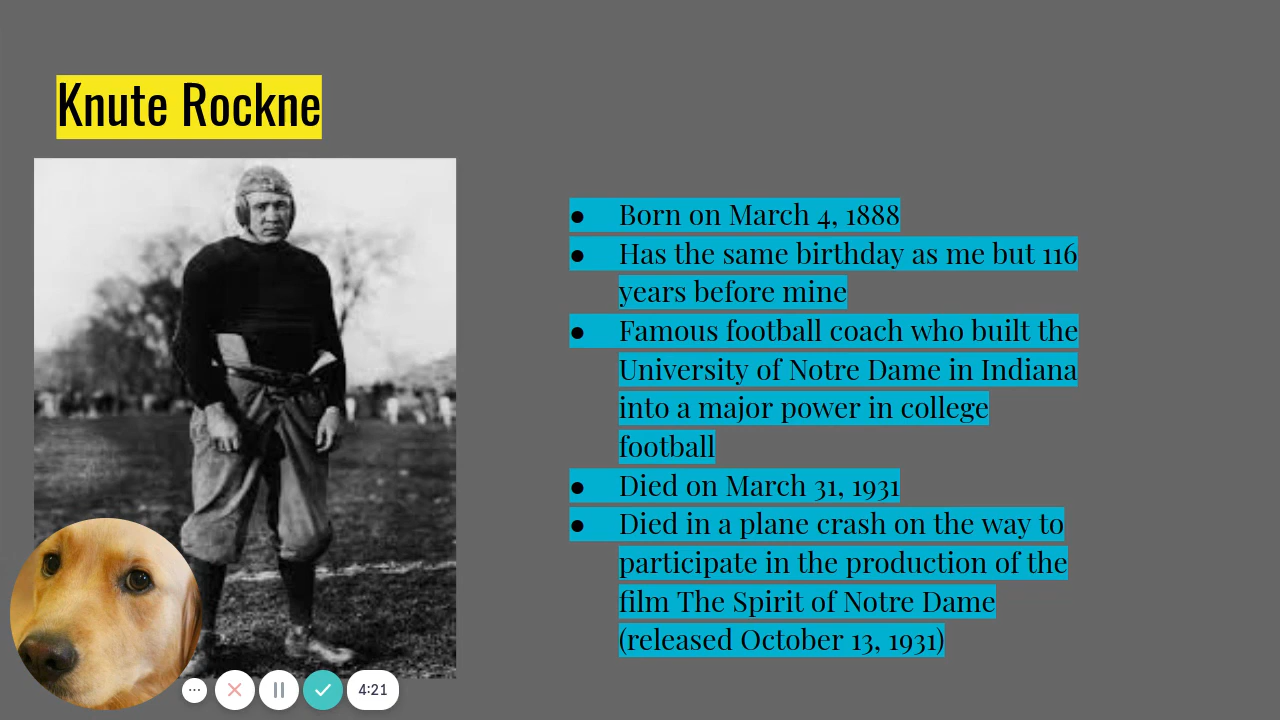 Knute Rockne
● Born on March 4, 1888
● Has the same birthday as me but 116
years before mine
● Famous football coach who built the
University of Notre Dame in Indiana
into a major power in college
football
● Died on March 31, 1931
● Died in a plane crash on the way to
participate in the production of the
film The Spirit of Notre Dame
(released October 13, 1931)
4:21